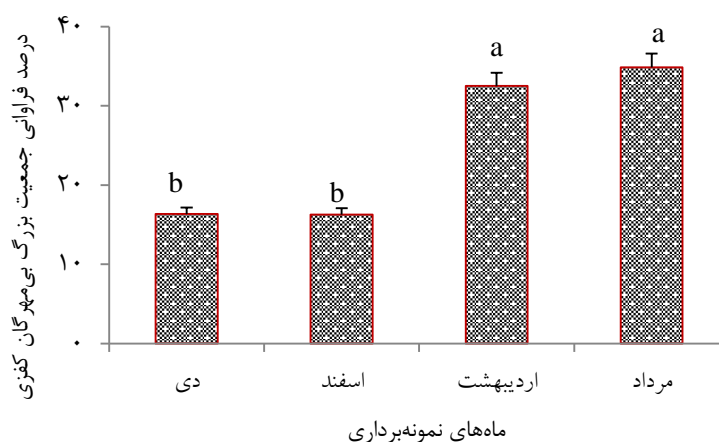 درصد فراوانی جمعیت بزرگ بی‌مهرگان کفزی
۴۰
۳۰
۲۰
۱۰
۰
b
b
a
a
دی
اسفند
اردیبهشت
مرداد
ماه‌های نمونه‌برداری